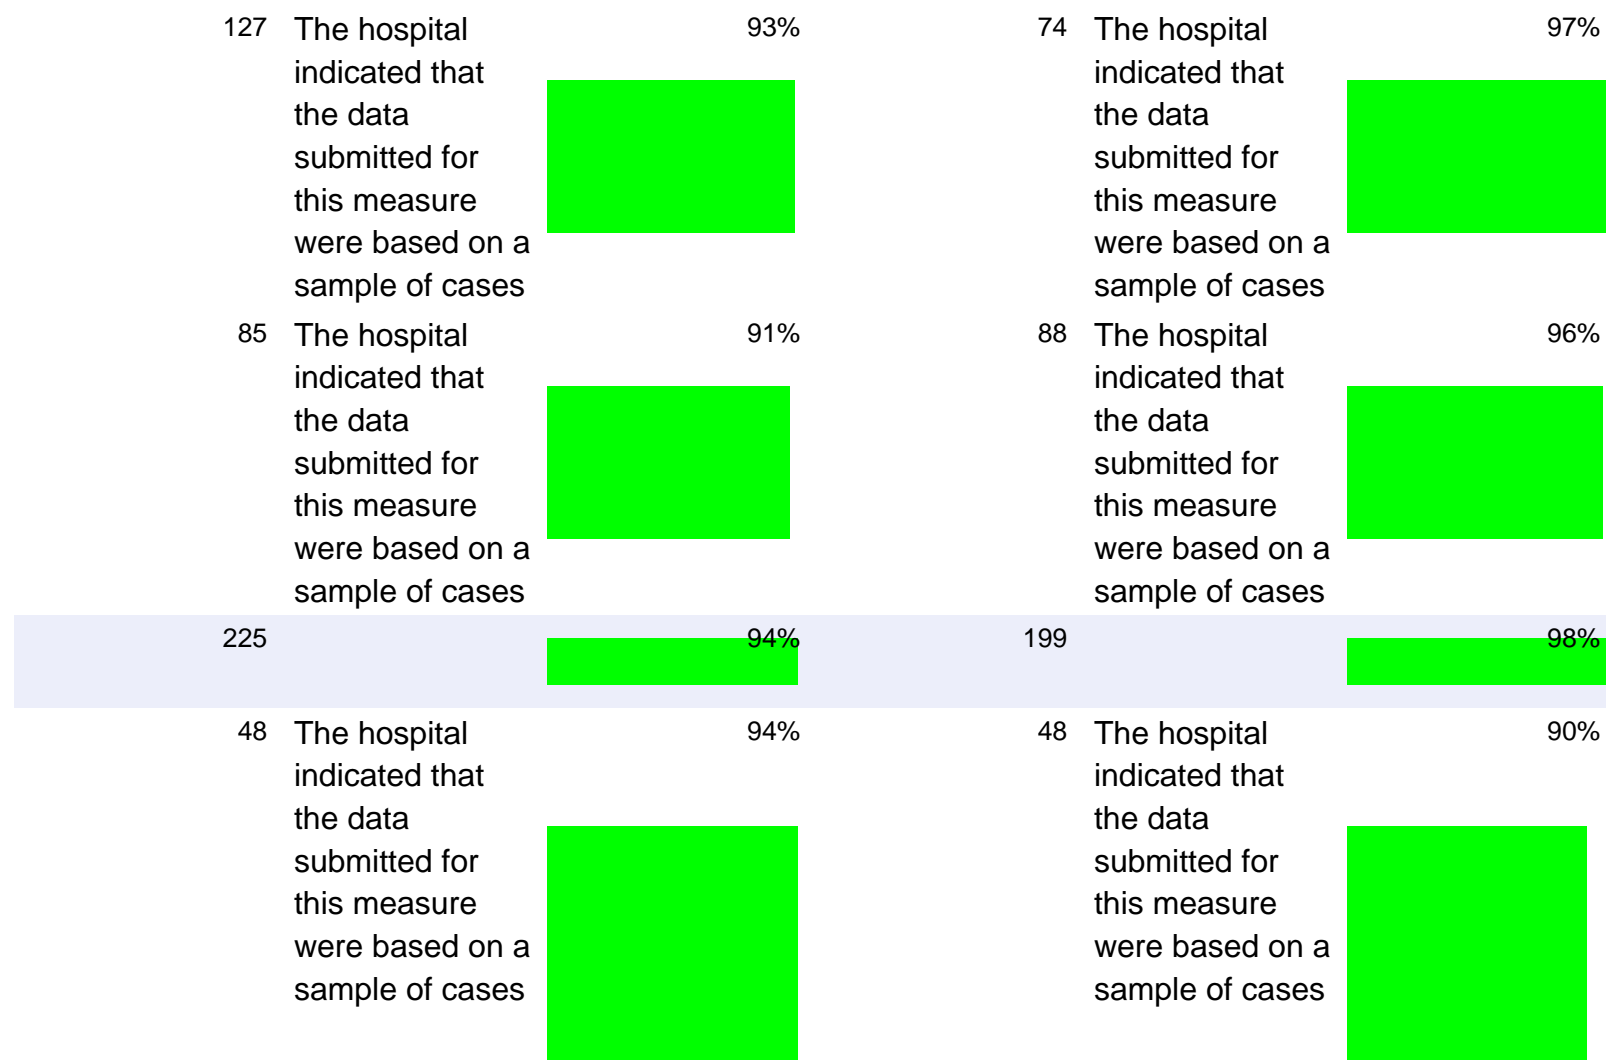 127 The hospital 93% 74 The hospital 97%
indicated that indicated that
the data the data
submitted for submitted for
this measure this measure
were based on a were based on a
sample of cases sample of cases
85 The hospital 91% 88 The hospital 96%
indicated that indicated that
the data the data
submitted for submitted for
this measure this measure
were based on a were based on a
sample of cases sample of cases
225 94% 199 98%
48 The hospital 94% 48 The hospital 90%
indicated that indicated that
the data the data
submitted for submitted for
this measure this measure
were based on a were based on a
sample of cases sample of cases